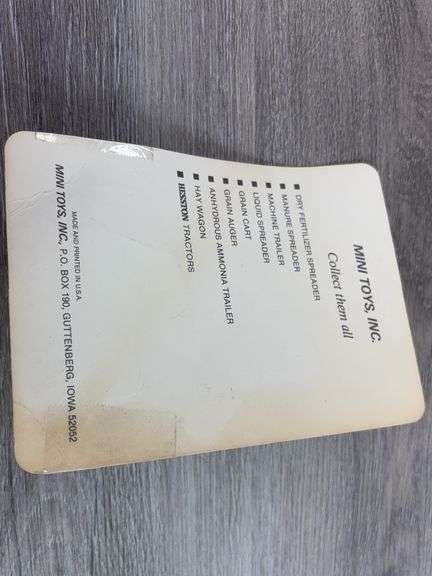 MINI TOYS, INC.
Collect them all
■ DRY FERTILIZER SPREADER
■ MANURE SPREADER
■ MACHINE TRAILER
■ LIQUID SPREADER
■ GRAIN CART
■ GRAIN AUGER
■ ANHYDROUS AMMONIA TRAILER
■ HAY WAGON
■ HESSTON TRACTORS
MADE AND PRINTED IN U.S.A.
MINI TOYS, INC., P.O. BOX 190, GUTTENBERG, IOWA 52052